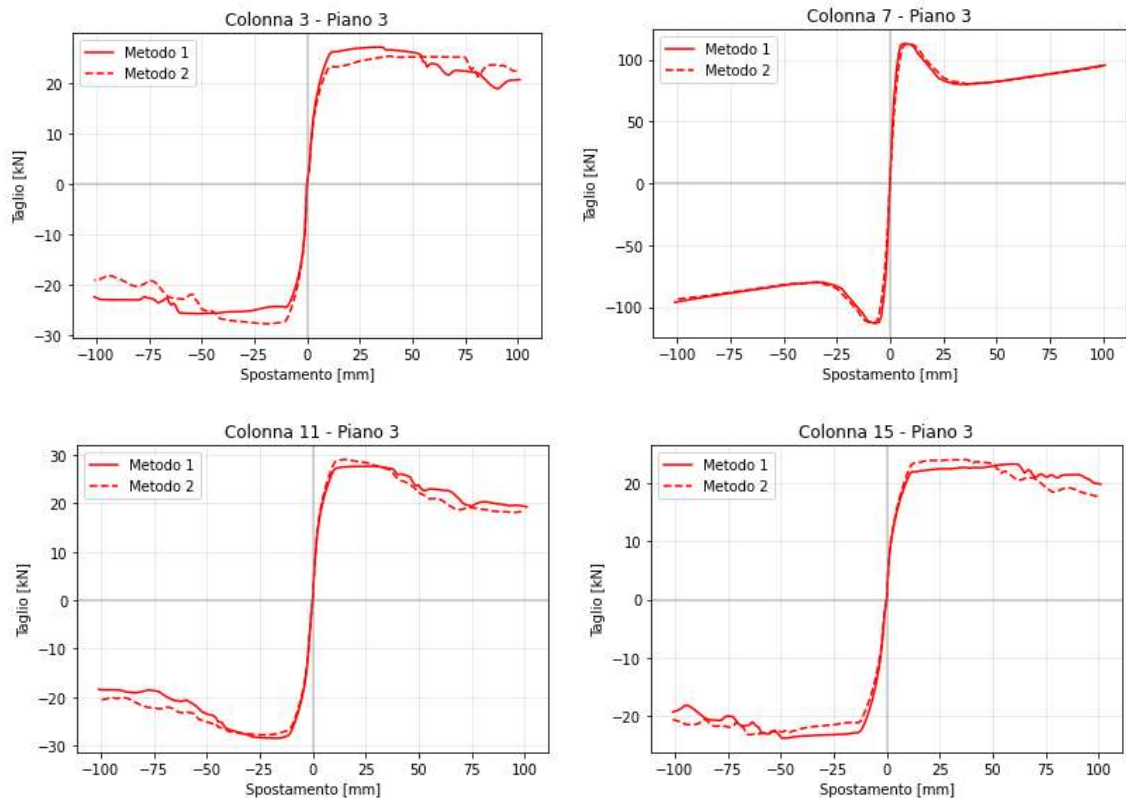 Colonna 3 - Piano 3
Metodo 1
Metodo 2
Taglio [kN]
20
10
0
−10
−20
−30
−100 −75 −50 −25 0 25 50 75 100
Spostamento [mm]
Colonna 7 - Piano 3
Metodo 1
Metodo 2
Taglio [kN]
100
50
0
−50
−100
−100 −75 −50 −25 0 25 50 75 100
Spostamento [mm]
Colonna 11 - Piano 3
Metodo 1
Metodo 2
Taglio [kN]
30
20
10
0
−10
−20
−30
−100 −75 −50 −25 0 25 50 75 100
Spostamento [mm]
Colonna 15 - Piano 3
Metodo 1
Metodo 2
Taglio [kN]
20
10
0
−10
−20
−100 −75 −50 −25 0 25 50 75 100
Spostamento [mm]